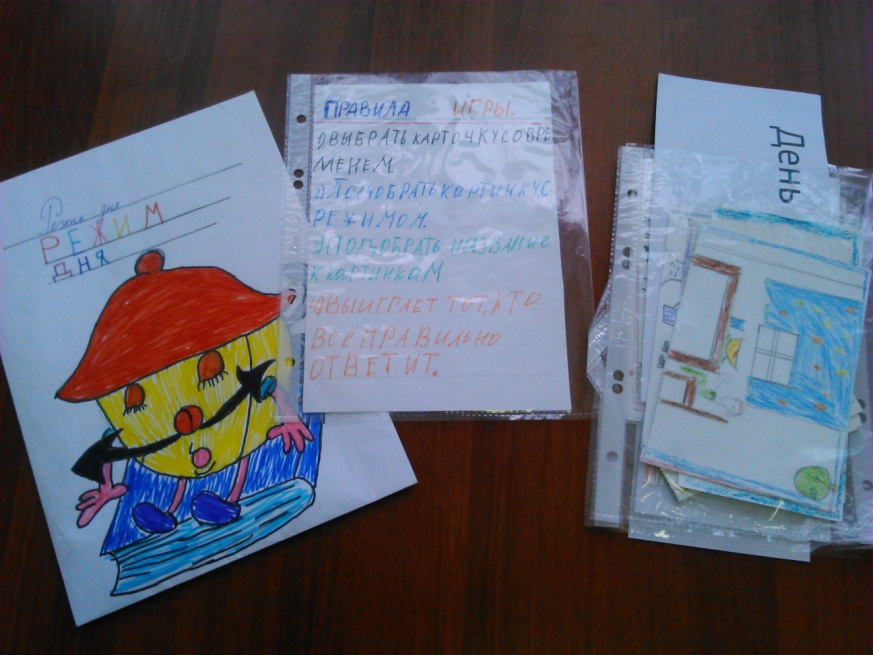 Режим дня
РЕЖИМ
ДНЯ
ПРАВИЛА ИГРЫ.
1)ВЫБРАТЬ КАРТОЧКУ СО ВРЕ
МЕНЕМ.
2)ПОДОБРАТЬ КАРТИНКУ С
РЕЖИМОМ.
3)ПОДОБРАТЬ НАЗВАНИЕ
К КАРТИНКАМ
4)ВЫИГРАЕТ ТОТ, КТО
ВСЁ ПРАВИЛЬНО
ОТВЕТИТ.
День